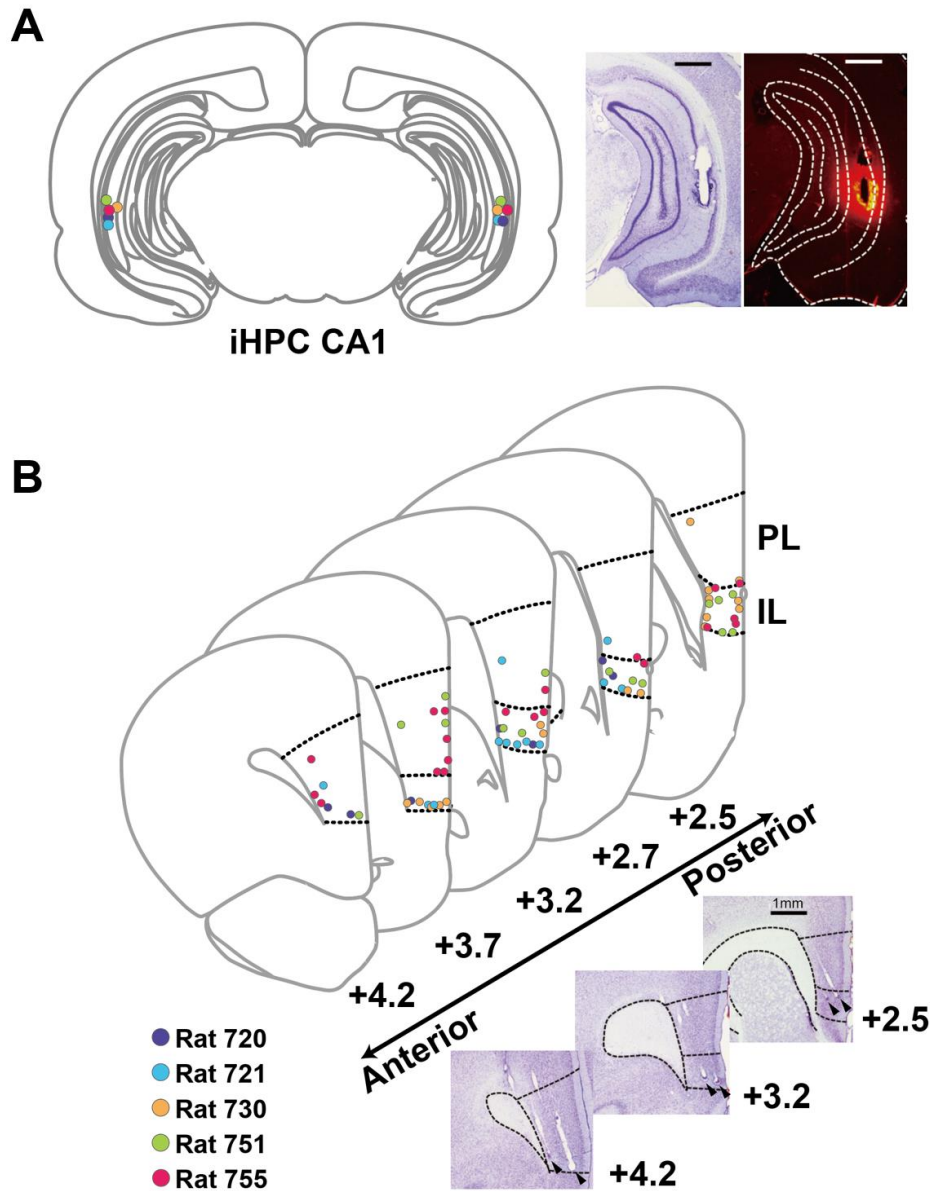 A
iHPC CA1
B
PL
IL
+2.5
+2.7
+3.2
+3.7
+4.2
Posterior
Anterior
1mm
+2.5
+3.2
+4.2
Rat 720
Rat 721
Rat 730
Rat 751
Rat 755